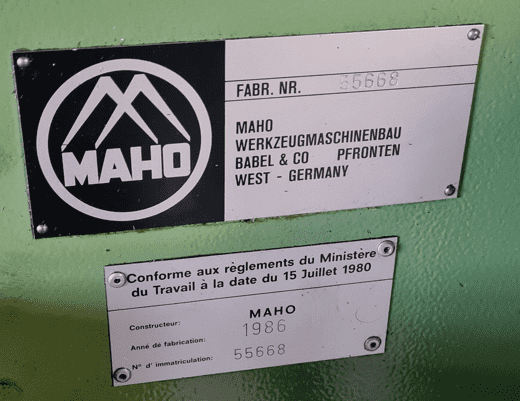 MAHO
FABR. NR. 55668
MAHO
WERKZEUGMASCHINENBAU
BABEL & CO PFRONTEN
WEST - GERMANY
Conforme aux règlements du Ministère
du Travail à la date du 15 Juillet 1980
Constructeur: MAHO
Anné de fabrication: 1986
N° d' immatriculation: 55668